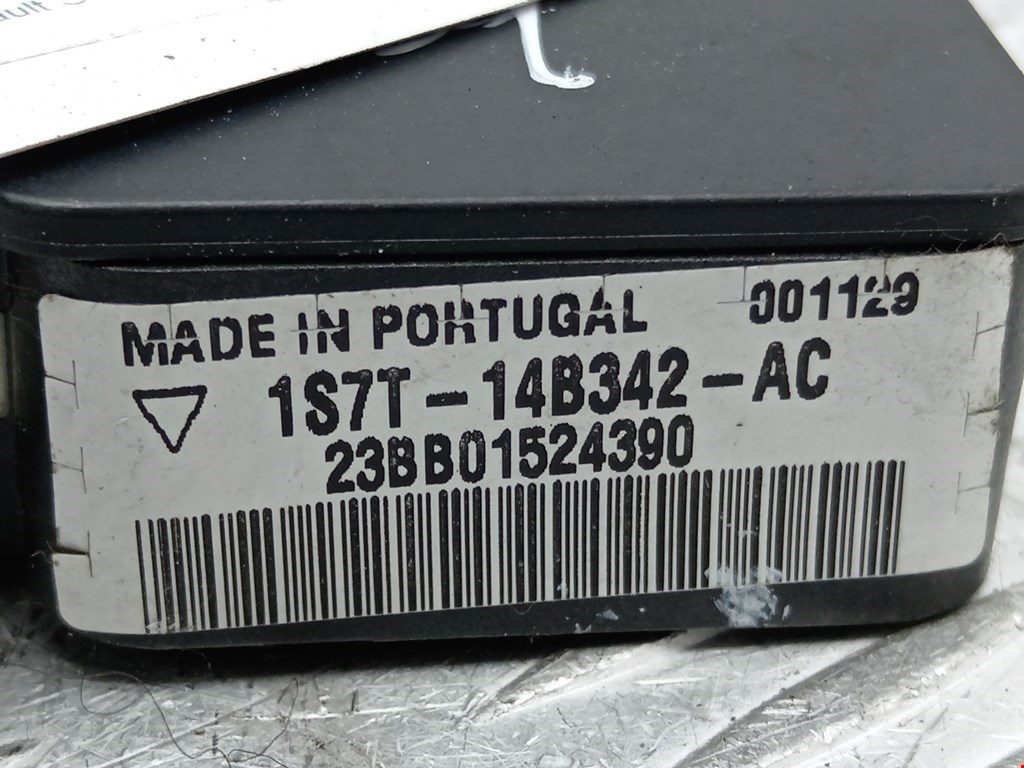 MADE IN PORTUGAL 001129
1S7T-14B342-AC
23BB01524390